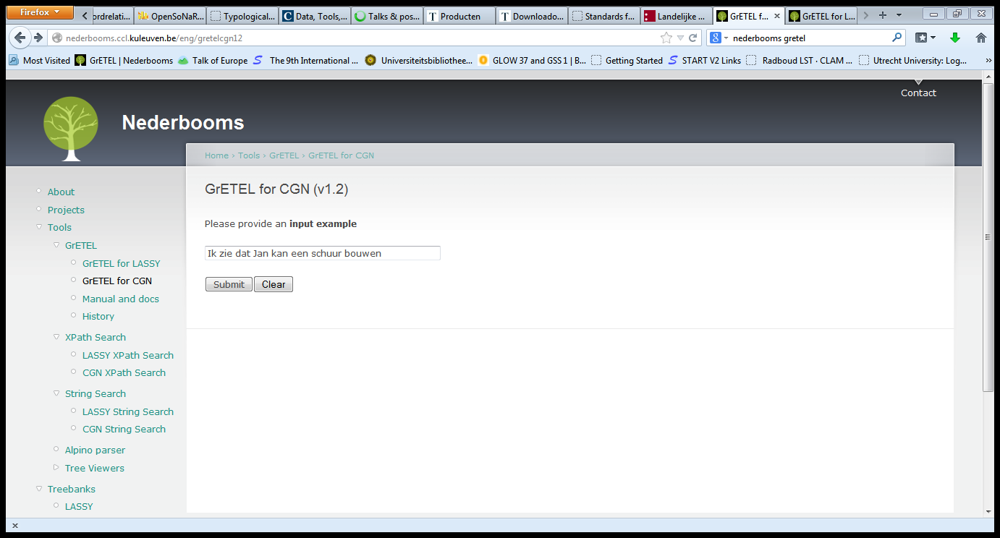 Firefox
ordrelati...
OpenSoNaR...
Typological...
Data, Tools,...
Talks & pos...
Producten
Downloado...
Standards f...
Landelijke ...
GrETEL f...
GrETEL for L...
nederbooms.ccl.kuleuven.be/eng/gretelcgn12
nederbooms gretel
Most Visited
GrETEL | Nederbooms
Talk of Europe
The 9th International ...
Universiteitsbibliothee...
GLOW 37 and GSS 1 | B...
Getting Started
START V2 Links
Radboud LST · CLAM ...
Utrecht University: Log...
Contact
Nederbooms
Home › Tools › GrETEL › GrETEL for CGN
About
Projects
Tools
GrETEL
GrETEL for LASSY
GrETEL for CGN
Manual and docs
History
XPath Search
LASSY XPath Search
CGN XPath Search
String Search
LASSY String Search
CGN String Search
Alpino parser
Tree Viewers
Treebanks
LASSY
GrETEL for CGN (v1.2)
Please provide an input example
Ik zie dat Jan kan een schuur bouwen
Submit Clear